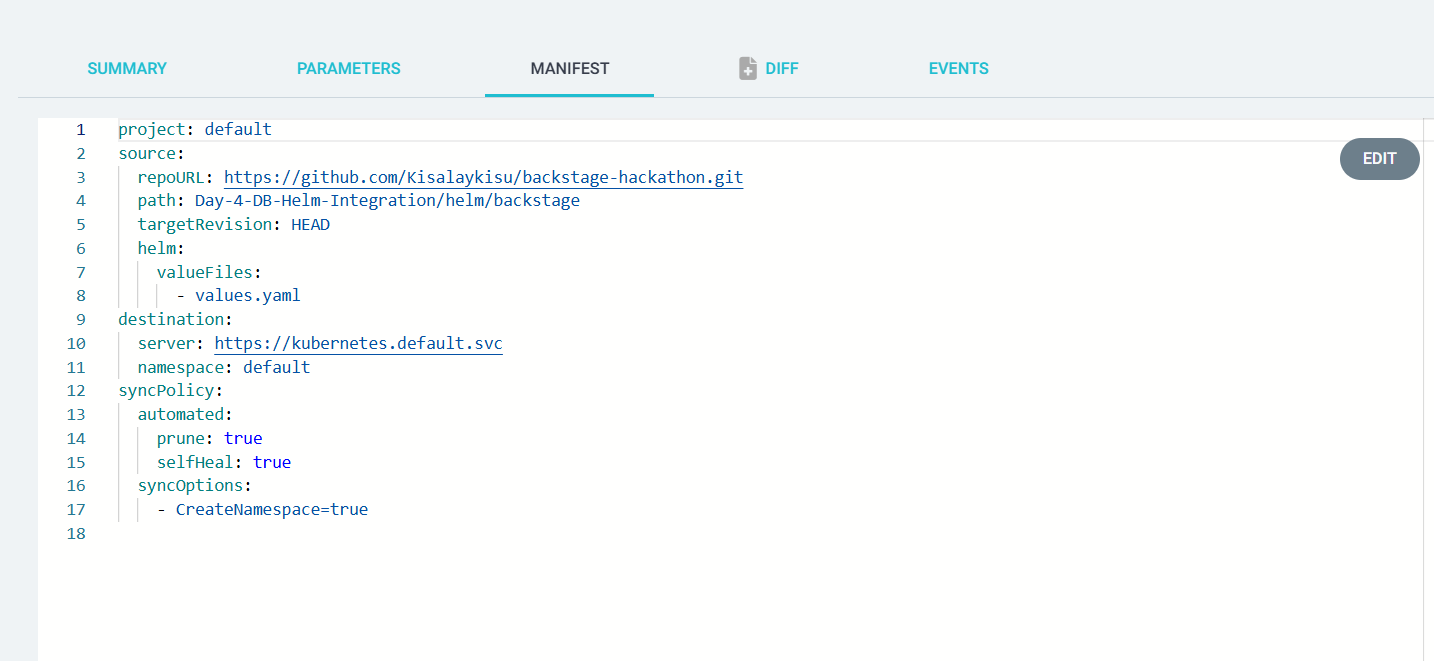 SUMMARY PARAMETERS MANIFEST DIFF EVENTS
1 project: default
2 source:
EDIT
3   repoURL: https://github.com/Kisalaykisu/backstage-hackathon.git
4   path: Day-4-DB-Helm-Integration/helm/backstage
5   targetRevision: HEAD
6   helm:
7     valueFiles:
8       - values.yaml
9 destination:
10   server: https://kubernetes.default.svc
11   namespace: default
12 syncPolicy:
13   automated:
14     prune: true
15     selfHeal: true
16   syncOptions:
17     - CreateNamespace=true
18